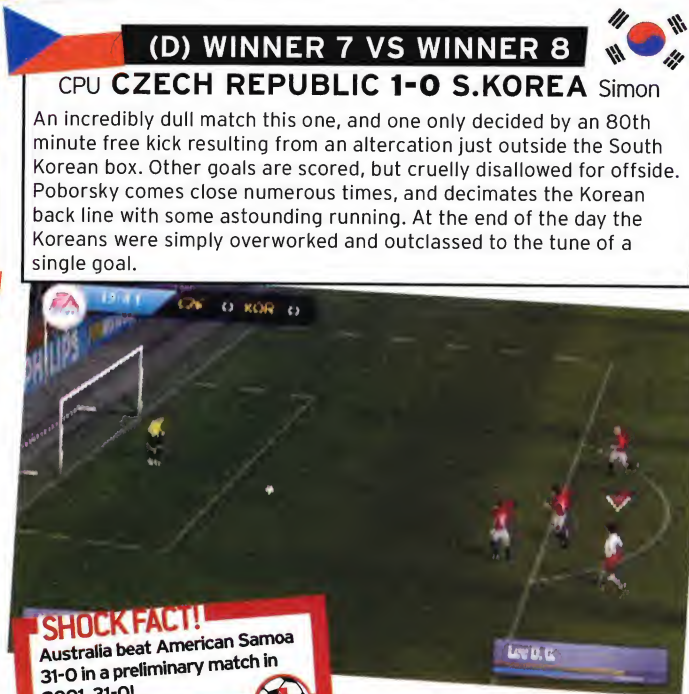 (D) WINNER 7 VS WINNER 8
CPU CZECH REPUBLIC 1-0 S.KOREA Simon
An incredibly dull match this one, and one only decided by an 80th
minute free kick resulting from an altercation just outside the South
Korean box. Other goals are scored, but cruelly disallowed for offside.
Poborsky comes close numerous times, and decimates the Korean
back line with some astounding running. At the end of the day the
Koreans were simply overworked and outclassed to the tune of a
single goal.
EA
KOR 0
PHILIPS
SHOCK FACT!
Australia beat American Samoa
31-0 in a preliminary match in
2001. 31-0!